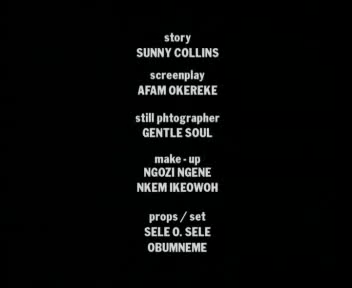 story
SUNNY COLLINS
screenplay
AFAM OKEREKE
still phtographer
GENTLE SOUL
make - up
NGOZI NGENE
NKEM IKEOWOH
props / set
SELE O. SELE
OBUMNEME